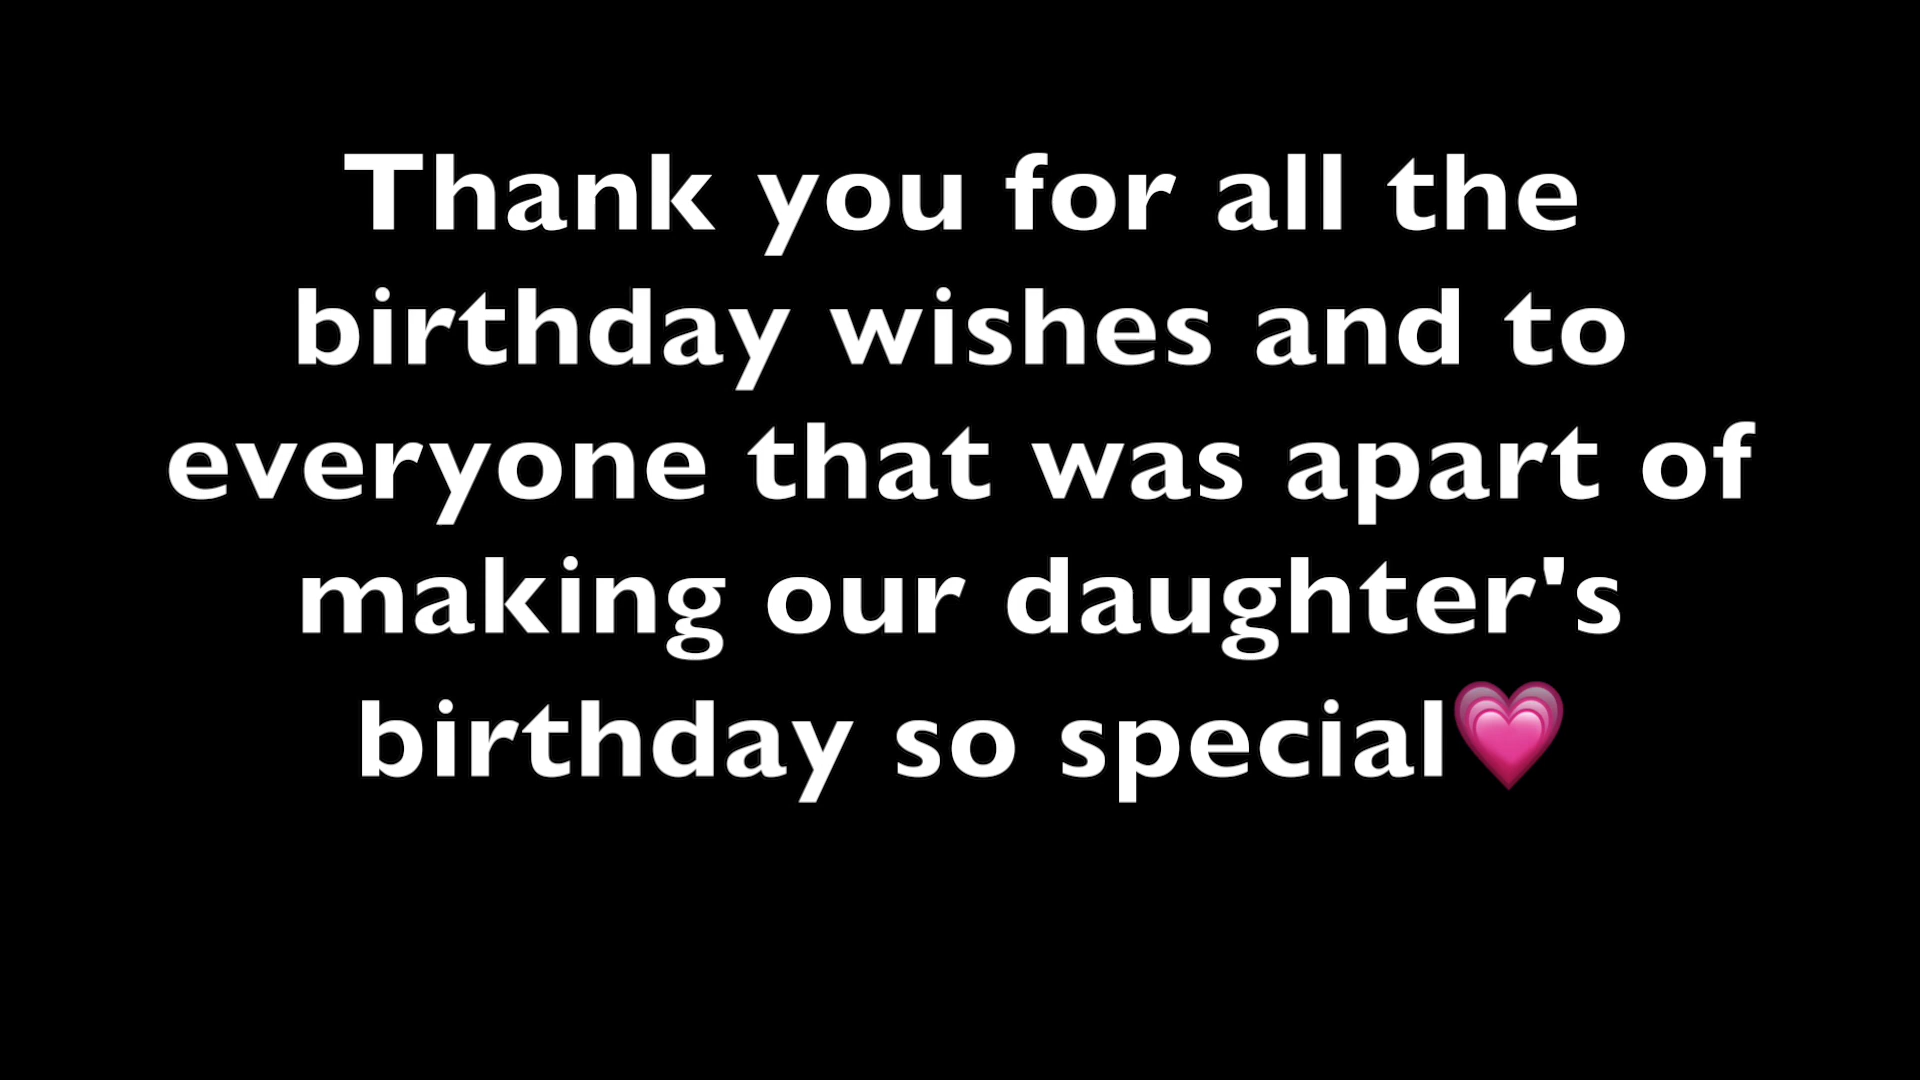 Thank you for all the
birthday wishes and to
everyone that was apart of
making our daughter's
birthday so special💗